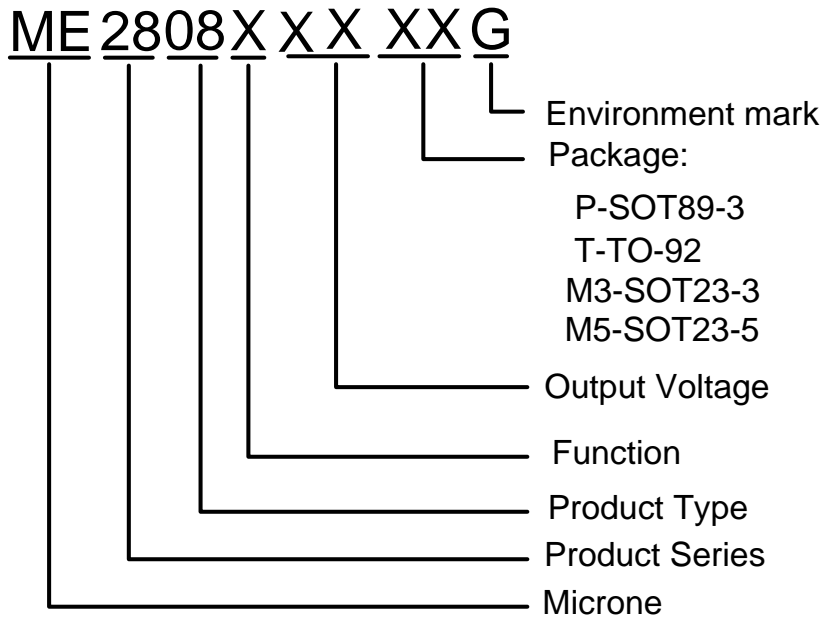 ME2808X XX XXG
Environment mark
Package:
P-SOT89-3
T-TO-92
M3-SOT23-3
M5-SOT23-5
Output Voltage
Function
Product Type
Product Series
Microne